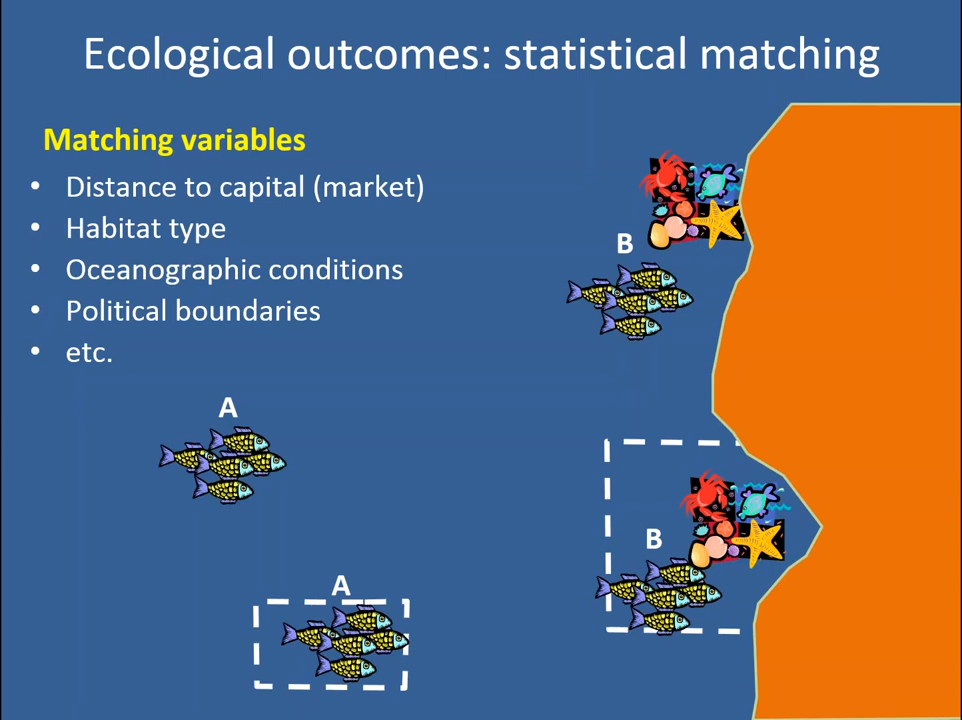 Ecological outcomes: statistical matching
Matching variables
• Distance to capital (market)
• Habitat type
• Oceanographic conditions
• Political boundaries
• etc.
B
A
B
A